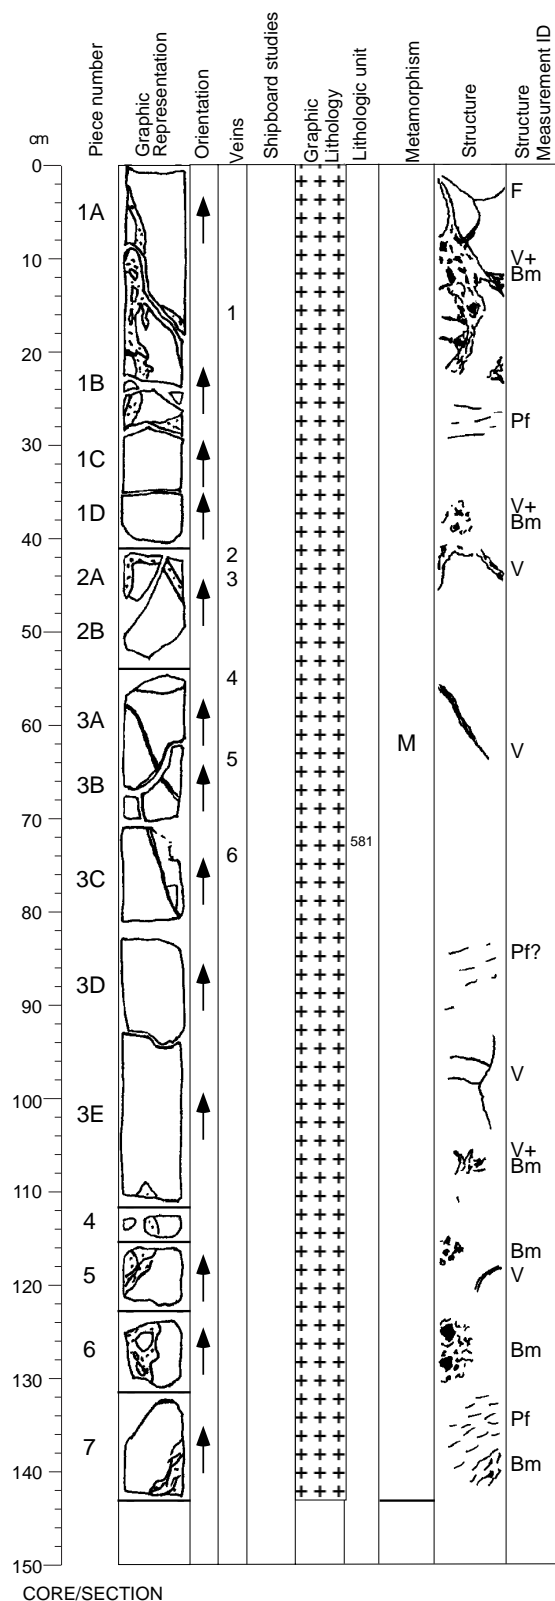 cm
Piece number
Graphic
Representation
Orientation
Veins
Shipboard studies
Graphic
Lithology
Lithologic unit
Metamorphism
Structure
Structure
Measurement ID
0
1A
F
10
V+
Bm
1
20
1B
Pf
30
1C
1D
V+
Bm
40
2
2A
3
V
50
2B
4
60
3A
M
5
V
3B
70
581
6
3C
80
Pf?
3D
90
V
100
3E
V+
Bm
110
4
Bm
5
V
120
6
Bm
130
Pf
7
Bm
140
150
CORE/SECTION